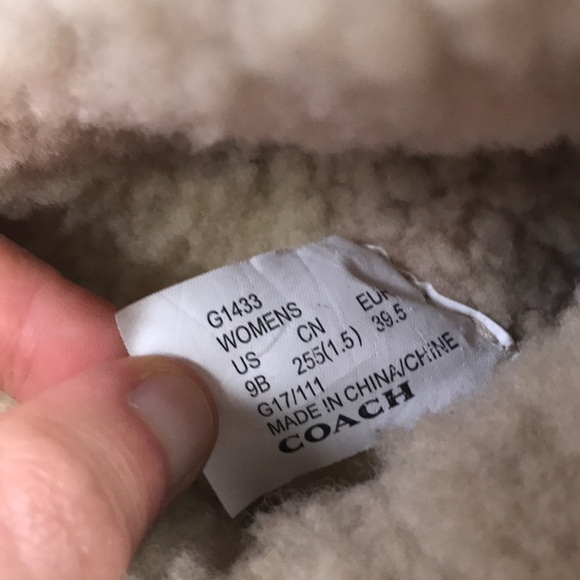 G1433
WOMENS
US CN EUR
9B 255(1.5) 39.5
G17/111
MADE IN CHINA/CHINE
COACH